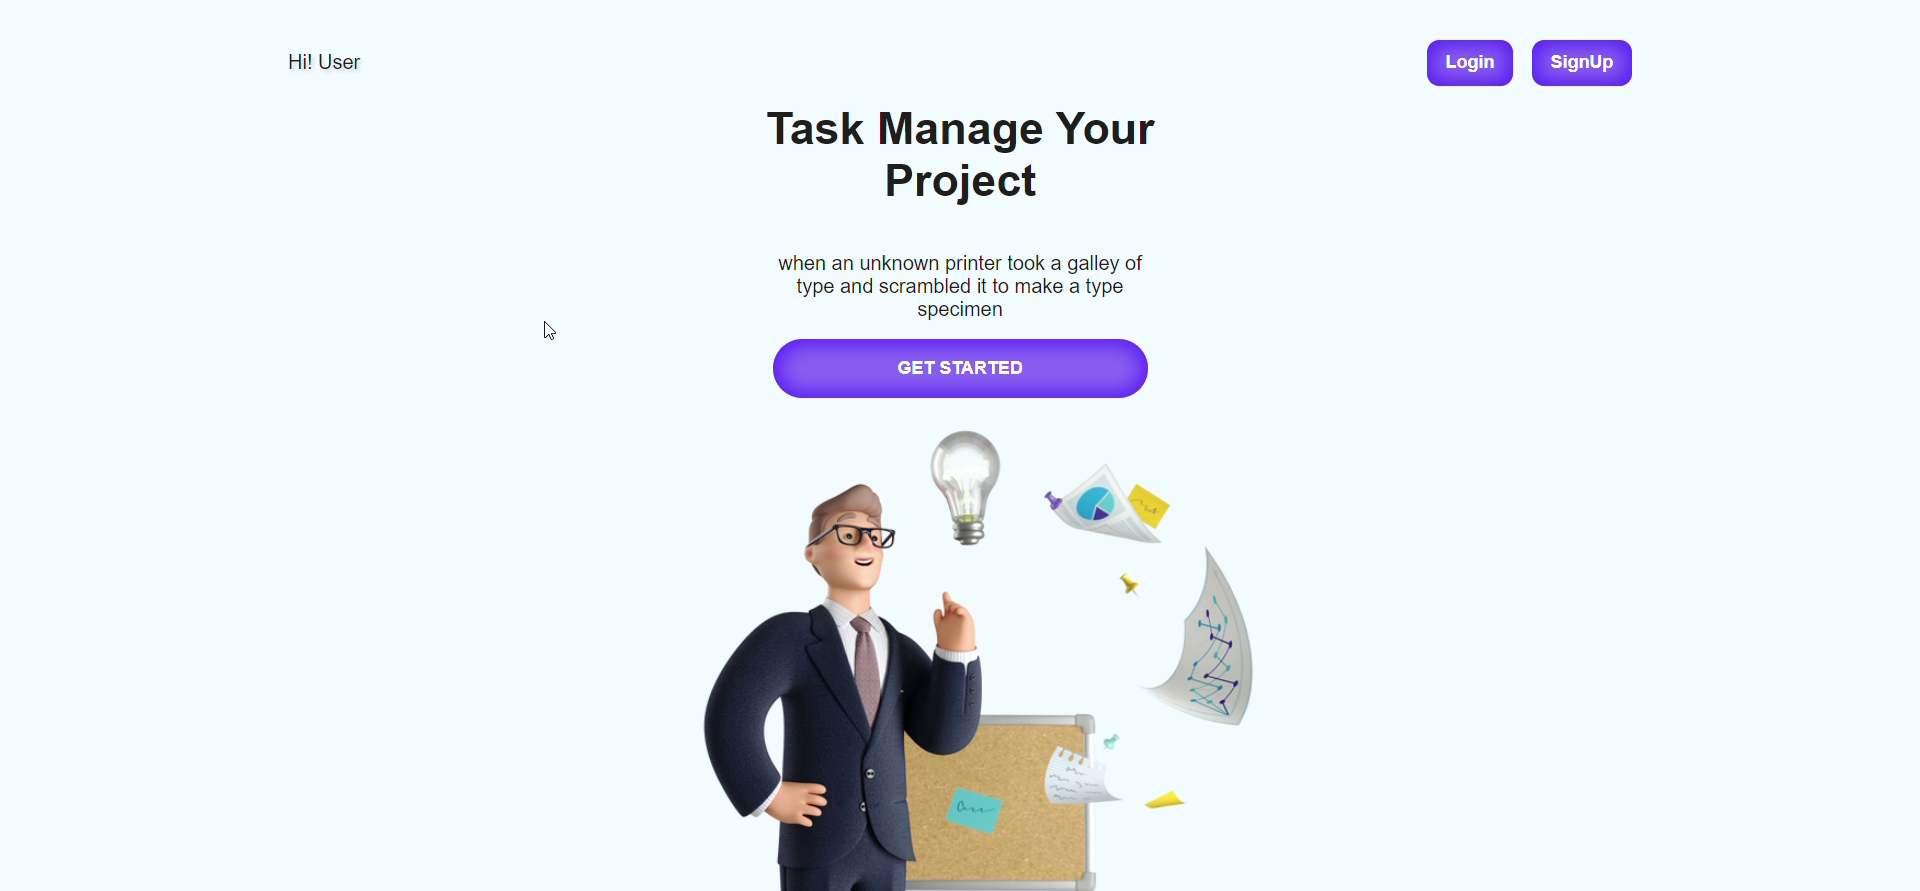 Hi! User
Login
SignUp
Task Manage Your
Project
when an unknown printer took a galley of
type and scrambled it to make a type
specimen
GET STARTED